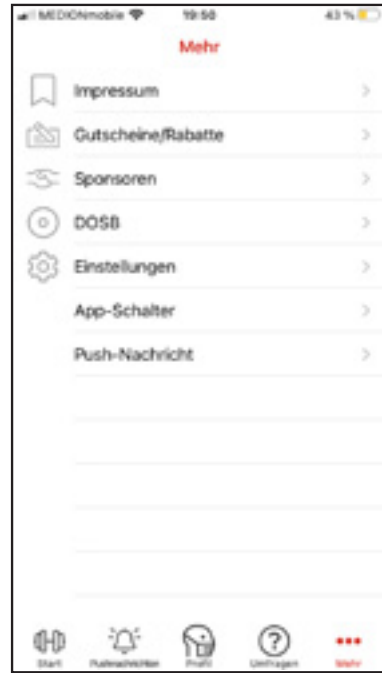 MEDIONmobile 19:50 43 %
Mehr
Impressum
Gutscheine/Rabatte
Sponsoren
DOSB
Einstellungen
App-Schalter
Push-Nachricht
Start Pushnachrichten Profil Umfragen Mehr